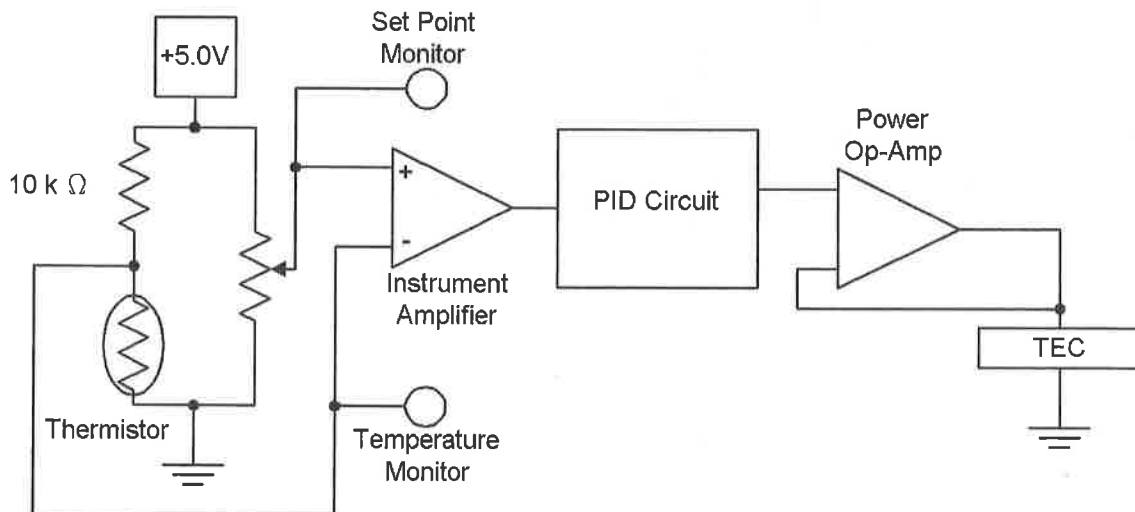 Set Point
Monitor
+5.0V
10 k Ω
+
-
Instrument
Amplifier
PID Circuit
Power
Op-Amp
TEC
Thermistor
Temperature
Monitor